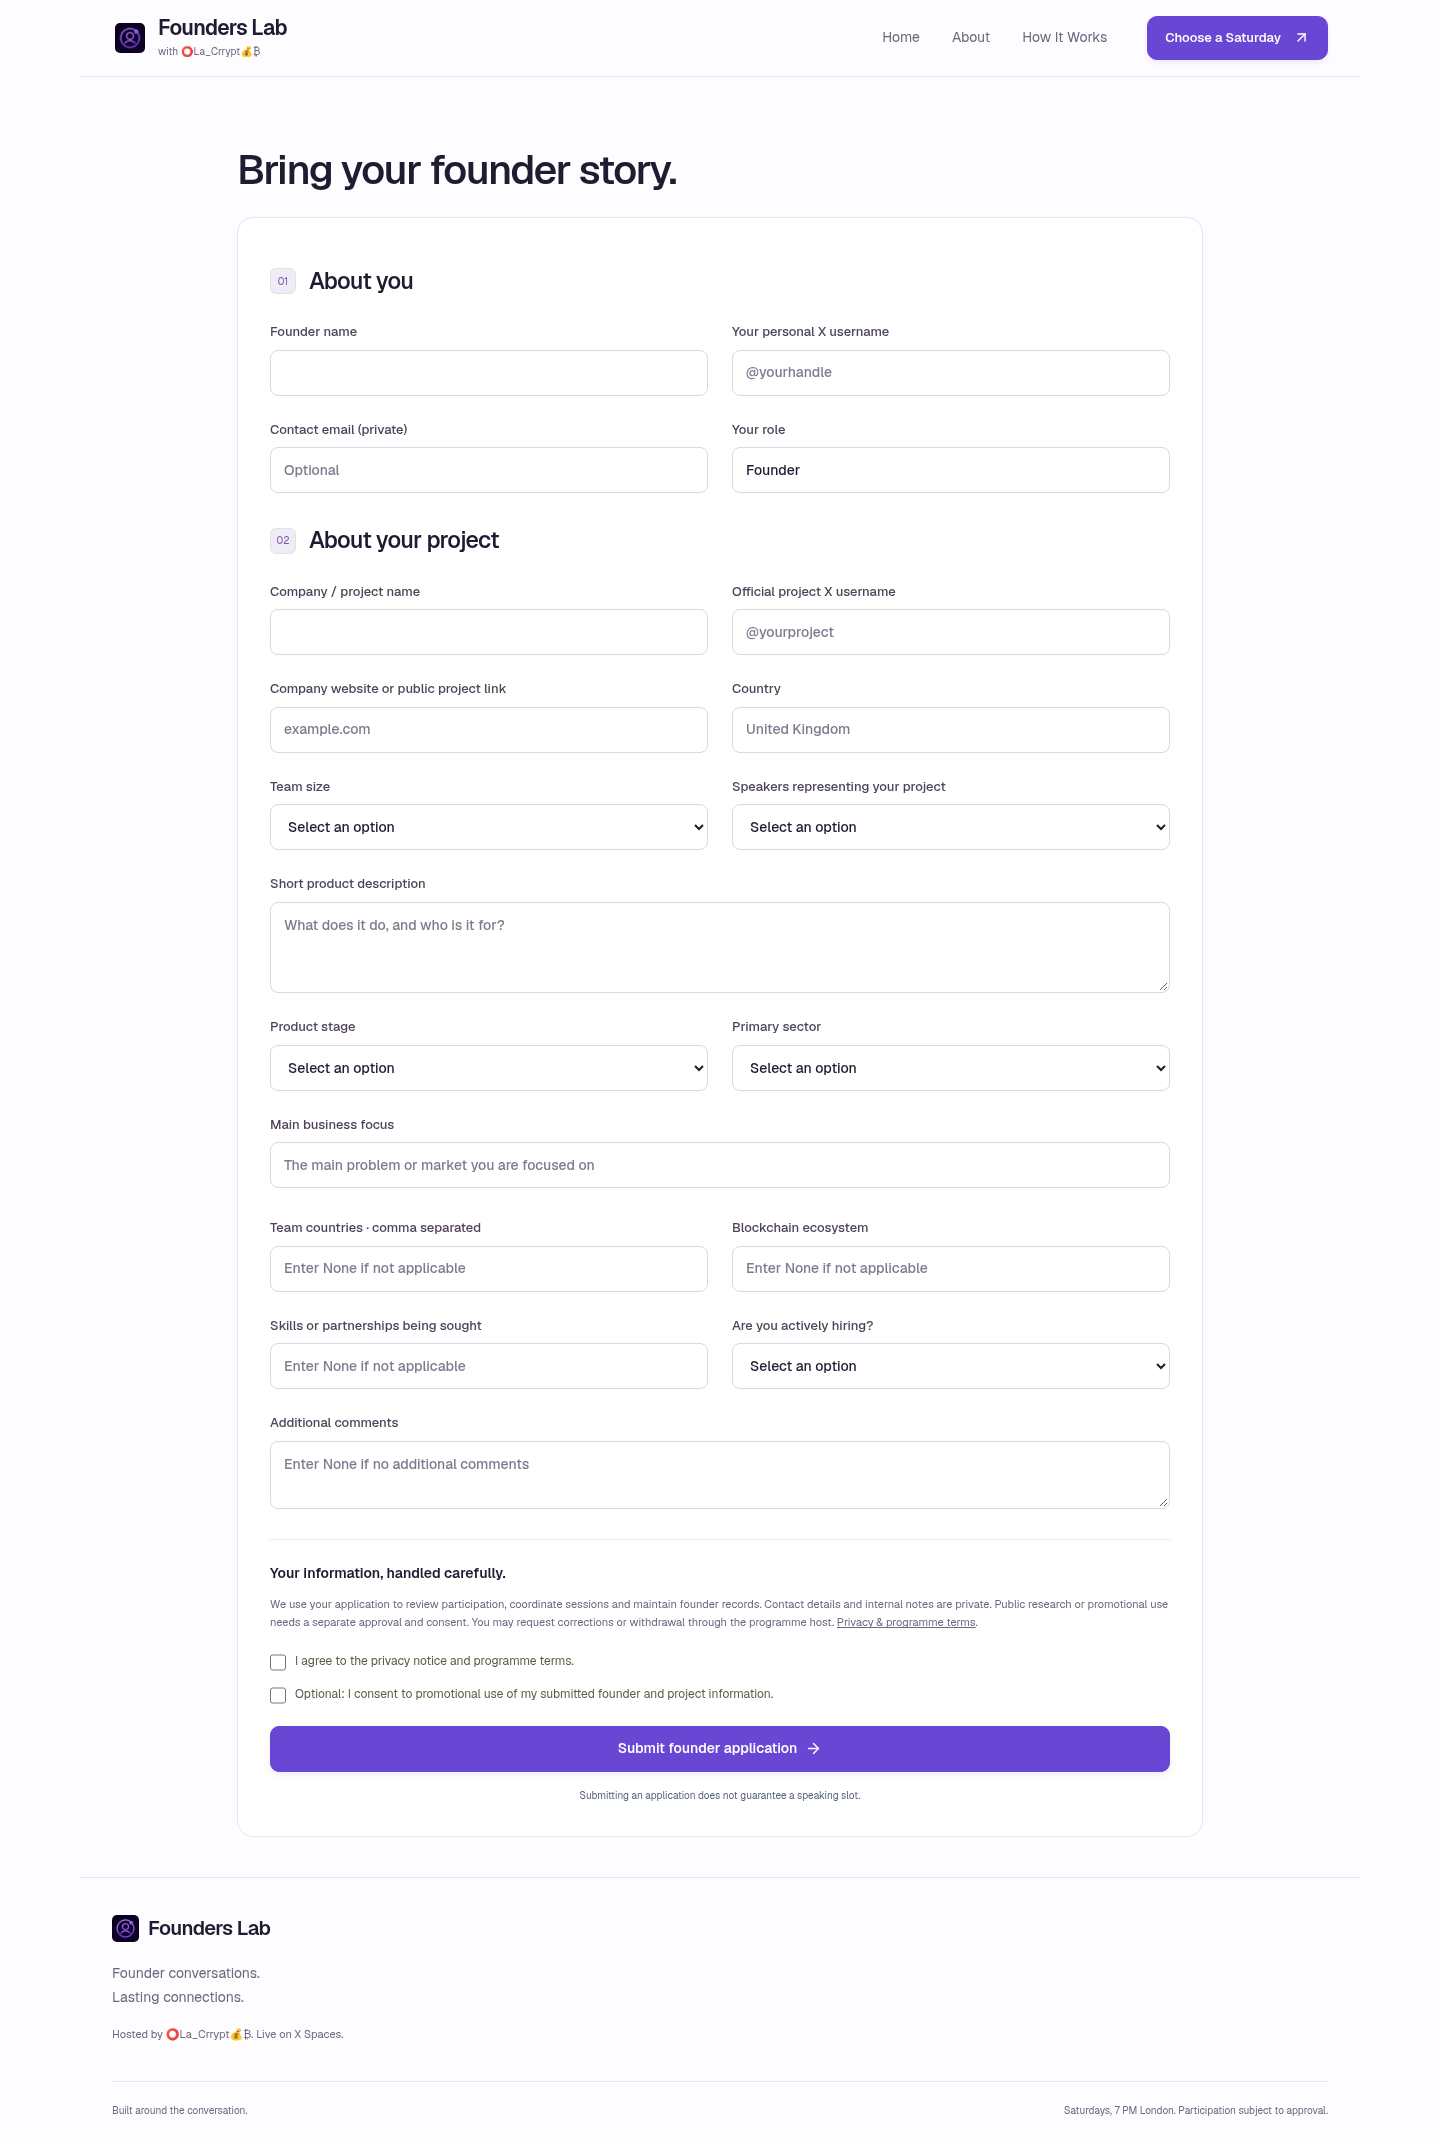 Founders Lab
with ⭕La_Crrypt💰₿
Home
About
How It Works
Choose a Saturday
Bring your founder story.
01
About you
Founder name
Your personal X username
@yourhandle
Contact email (private)
Your role
Optional
Founder
02
About your project
Company / project name
Official project X username
@yourproject
Company website or public project link
Country
example.com
United Kingdom
Team size
Speakers representing your project
Select an option
Select an option
Short product description
What does it do, and who is it for?
Product stage
Primary sector
Select an option
Select an option
Main business focus
The main problem or market you are focused on
Team countries · comma separated
Blockchain ecosystem
Enter None if not applicable
Enter None if not applicable
Skills or partnerships being sought
Are you actively hiring?
Enter None if not applicable
Select an option
Additional comments
Enter None if no additional comments
Your information, handled carefully.
We use your application to review participation, coordinate sessions and maintain founder records. Contact details and internal notes are private. Public research or promotional use
needs a separate approval and consent. You may request corrections or withdrawal through the programme host. Privacy & programme terms.
I agree to the privacy notice and programme terms.
Optional: I consent to promotional use of my submitted founder and project information.
Submit founder application
Submitting an application does not guarantee a speaking slot.
Founders Lab
Founder conversations.
Lasting connections.
Hosted by ⭕La_Crrypt💰₿. Live on X Spaces.
Built around the conversation.
Saturdays, 7 PM London. Participation subject to approval.